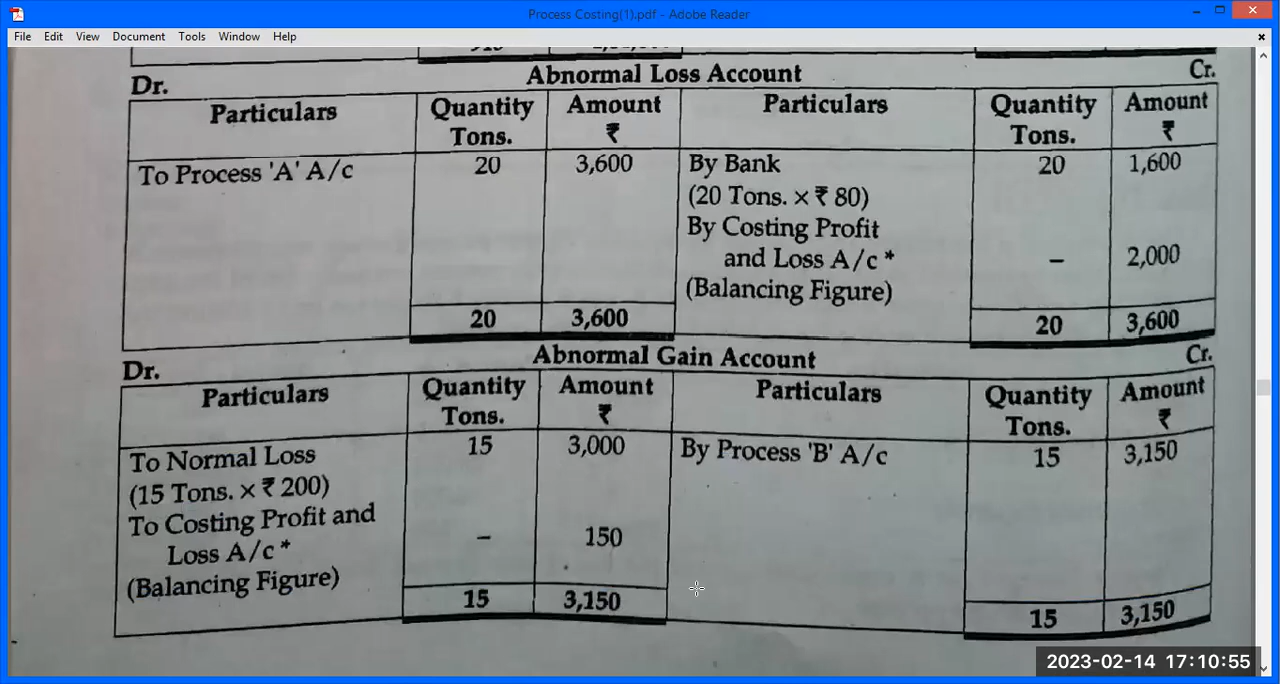 Process Costing(1).pdf - Adobe Reader
File Edit View Document Tools Window Help
Dr. Abnormal Loss Account Cr.
Particulars Quantity Tons. Amount ₹ Particulars Quantity Tons. Amount ₹
To Process 'A' A/c 20 3,600 By Bank 20 1,600
(20 Tons. × ₹ 80)
By Costing Profit
and Loss A/c * – 2,000
(Balancing Figure)
20 3,600 20 3,600
Dr. Abnormal Gain Account Cr.
Particulars Quantity Tons. Amount ₹ Particulars Quantity Tons. Amount ₹
To Normal Loss 15 3,000 By Process 'B' A/c 15 3,150
(15 Tons. × ₹ 200)
To Costing Profit and
Loss A/c * – 150
(Balancing Figure)
15 3,150 15 3,150
2023-02-14 17:10:55